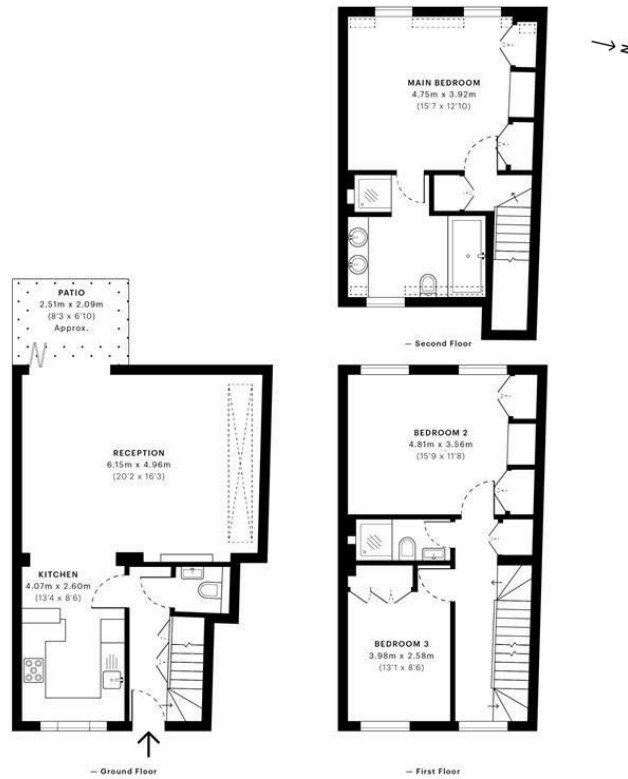 N
MAIN BEDROOM
4.75m x 3.92m
(15'7 x 12'10)
— Second Floor
PATIO
2.51m x 2.09m
(8'3 x 6'10)
Approx.
RECEPTION
6.15m x 4.96m
(20'2 x 16'3)
KITCHEN
4.07m x 2.60m
(13'4 x 8'6)
— Ground Floor
BEDROOM 2
4.81m x 3.56m
(15'9 x 11'8)
BEDROOM 3
3.98m x 2.58m
(13'1 x 8'6)
— First Floor